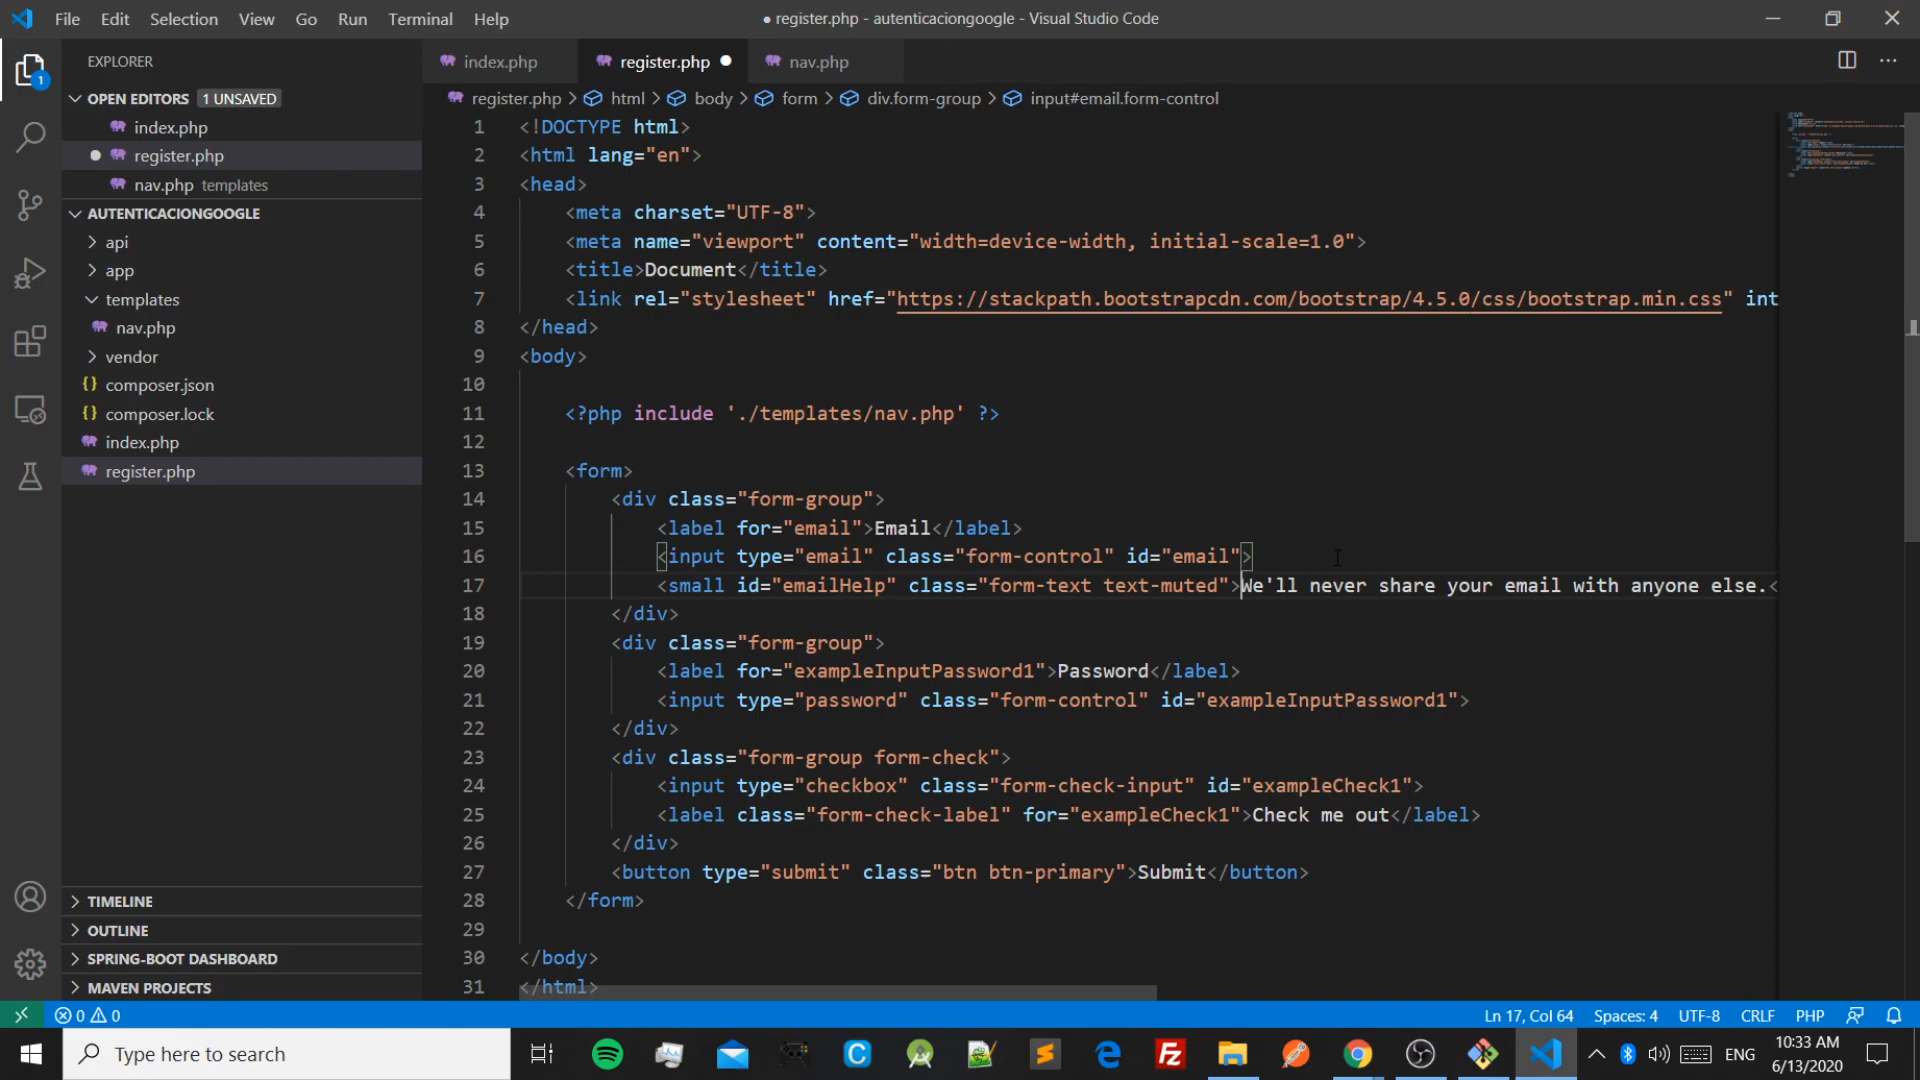 File Edit Selection View Go Run Terminal Help
● register.php - autenticaciongoogle - Visual Studio Code
EXPLORER
1
OPEN EDITORS 1 UNSAVED
index.php
register.php
nav.php templates
AUTENTICACIONGOOGLE
api
app
templates
nav.php
vendor
composer.json
composer.lock
index.php
register.php
TIMELINE
OUTLINE
SPRING-BOOT DASHBOARD
MAVEN PROJECTS
index.php register.php nav.php
register.php > html > body > form > div.form-group > input#email.form-control
1 <!DOCTYPE html>
2 <html lang="en">
3 <head>
4 <meta charset="UTF-8">
5 <meta name="viewport" content="width=device-width, initial-scale=1.0">
6 <title>Document</title>
7 <link rel="stylesheet" href="https://stackpath.bootstrapcdn.com/bootstrap/4.5.0/css/bootstrap.min.css" int
8 </head>
9 <body>
10
11 <?php include './templates/nav.php' ?>
12
13 <form>
14 <div class="form-group">
15 <label for="email">Email</label>
16 <input type="email" class="form-control" id="email">
17 <small id="emailHelp" class="form-text text-muted">We'll never share your email with anyone else.<
18 </div>
19 <div class="form-group">
20 <label for="exampleInputPassword1">Password</label>
21 <input type="password" class="form-control" id="exampleInputPassword1">
22 </div>
23 <div class="form-group form-check">
24 <input type="checkbox" class="form-check-input" id="exampleCheck1">
25 <label class="form-check-label" for="exampleCheck1">Check me out</label>
26 </div>
27 <button type="submit" class="btn btn-primary">Submit</button>
28 </form>
29
30 </body>
31 </html>
0 0
Ln 17, Col 64 Spaces: 4 UTF-8 CRLF PHP
Type here to search
ENG
10:33 AM
6/13/2020